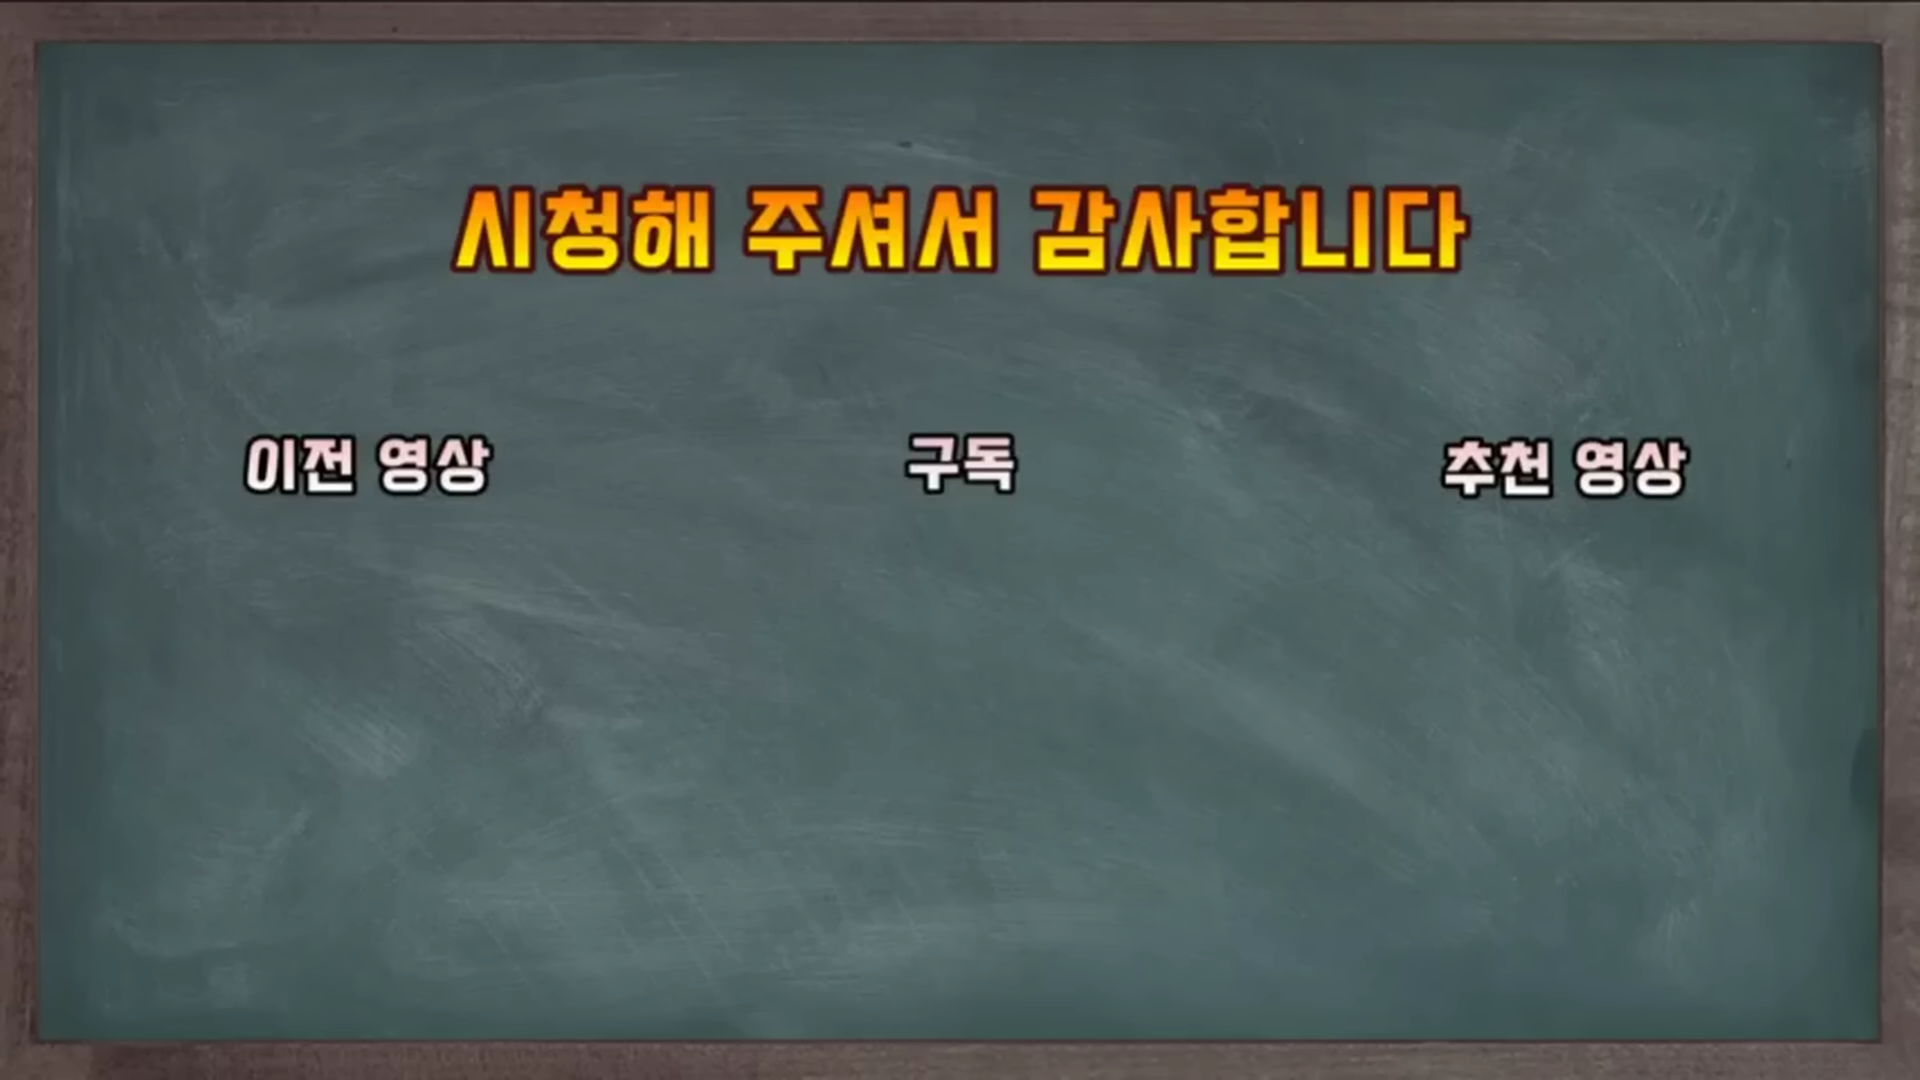 시청해 주셔서 감사합니다
이전 영상
구독
추천 영상